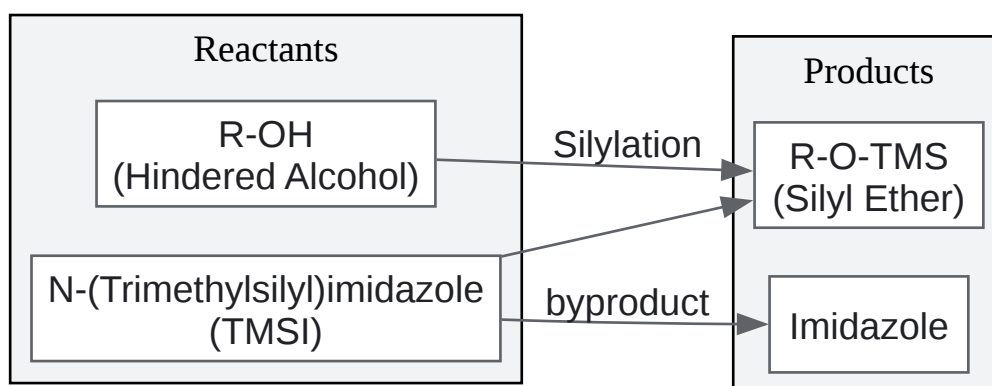 Reactants
R-OH
(Hindered Alcohol)
N-(Trimethylsilyl)imidazole
(TMSI)
Silylation
byproduct
Products
R-O-TMS
(Silyl Ether)
Imidazole